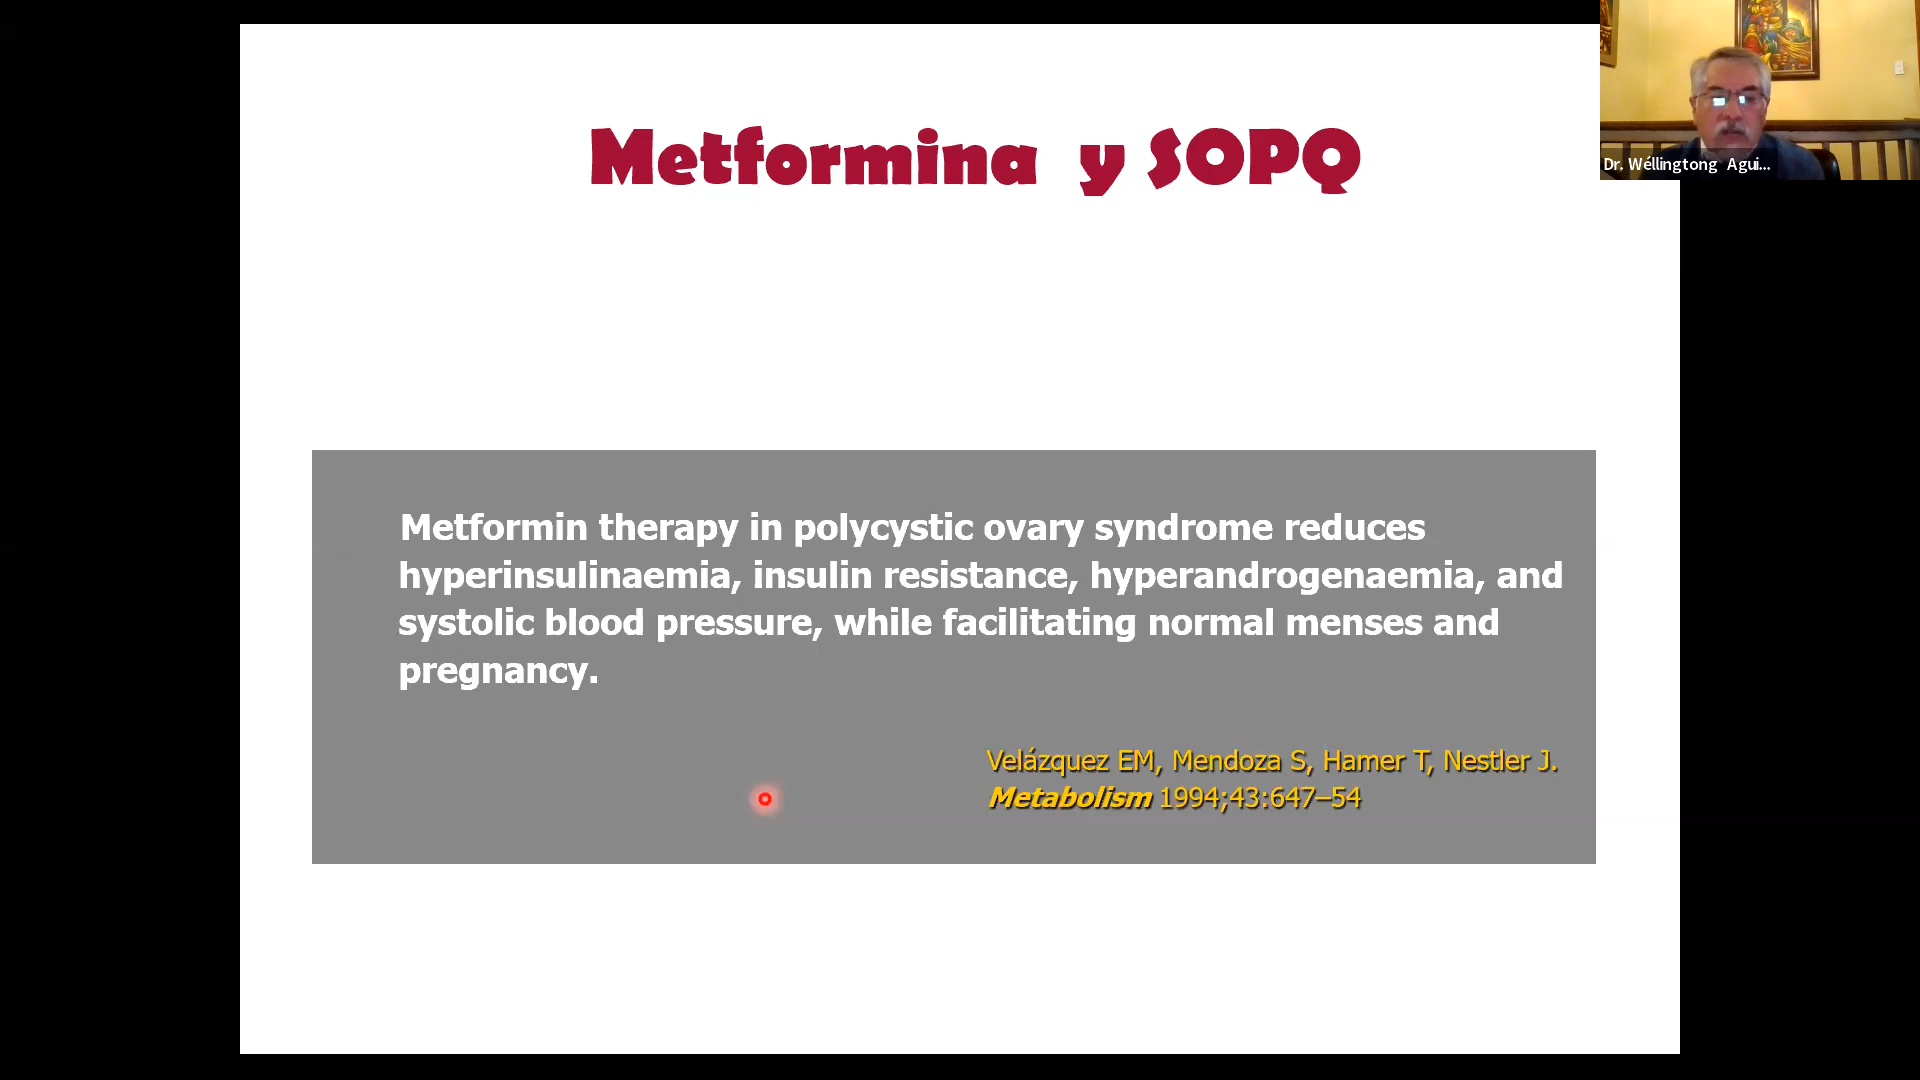 Metformina y SOPQ
Dr. Wéllingtong Agui...
Metformin therapy in polycystic ovary syndrome reduces
hyperinsulinaemia, insulin resistance, hyperandrogenaemia, and
systolic blood pressure, while facilitating normal menses and
pregnancy.
Velázquez EM, Mendoza S, Hamer T, Nestler J.
Metabolism 1994;43:647–54